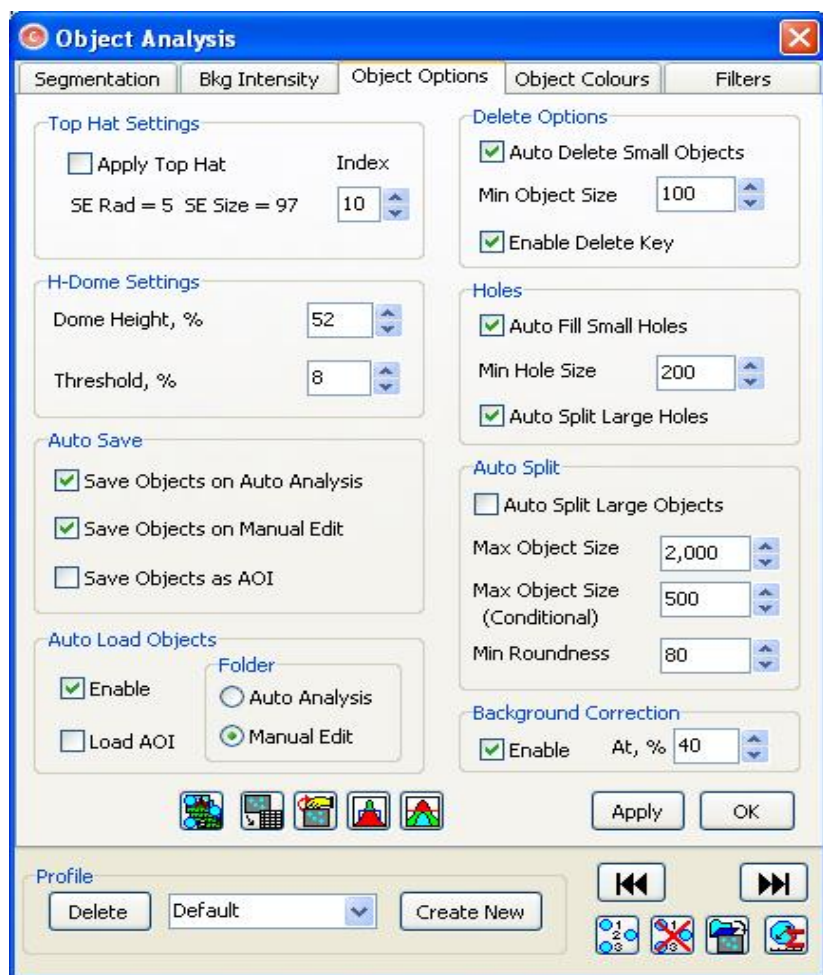 Object Analysis
Segmentation
Bkg Intensity
Object Options
Object Colours
Filters
Top Hat Settings
Apply Top Hat
Index
SE Rad = 5 SE Size = 97
10
H-Dome Settings
Dome Height, %
52
Threshold, %
8
Auto Save
Save Objects on Auto Analysis
Save Objects on Manual Edit
Save Objects as AOI
Auto Load Objects
Enable
Load AOI
Folder
Auto Analysis
Manual Edit
Delete Options
Auto Delete Small Objects
Min Object Size
100
Enable Delete Key
Holes
Auto Fill Small Holes
Min Hole Size
200
Auto Split Large Holes
Auto Split
Auto Split Large Objects
Max Object Size
2,000
Max Object Size
(Conditional)
500
Min Roundness
80
Background Correction
Enable
At, %
40
Apply
OK
Profile
Delete
Default
Create New